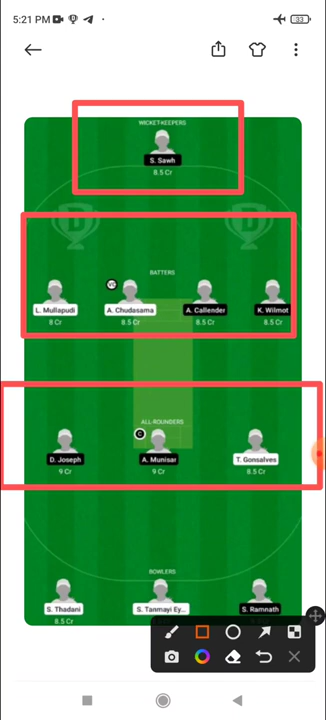 5:21 PM
33
WICKET-KEEPERS
S. Sawh
8.5 Cr
BATTERS
VC
L. Mullapudi A. Chudasama A. Callender K. Wilmot
8 Cr 8.5 Cr 8.5 Cr 8.5 Cr
ALL-ROUNDERS
C
D. Joseph A. Munisar T. Gonsalves
9 Cr 9 Cr 8.5 Cr
BOWLERS
S. Thadani S. Tanmayi Ey... S. Ramnath
8.5 Cr